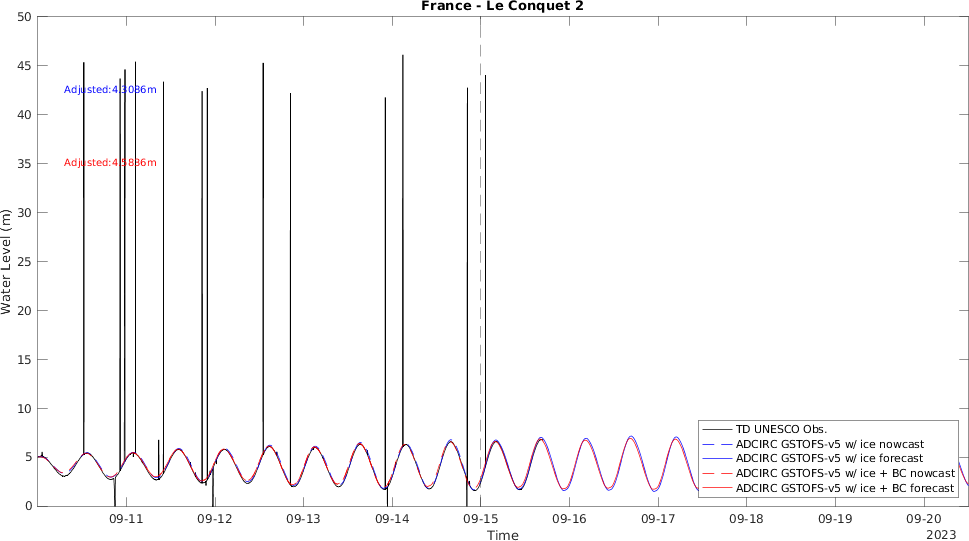 France - Le Conquet 2
50
45
40
35
30
25
20
15
10
5
0
Water Level (m)
Adjusted:4.3086m
Adjusted:4.5886m
TD UNESCO Obs.
ADCIRC GSTOFS-v5 w/ ice nowcast
ADCIRC GSTOFS-v5 w/ ice forecast
ADCIRC GSTOFS-v5 w/ ice + BC nowcast
ADCIRC GSTOFS-v5 w/ ice + BC forecast
09-11 09-12 09-13 09-14 09-15 09-16 09-17 09-18 09-19 09-20
Time
2023